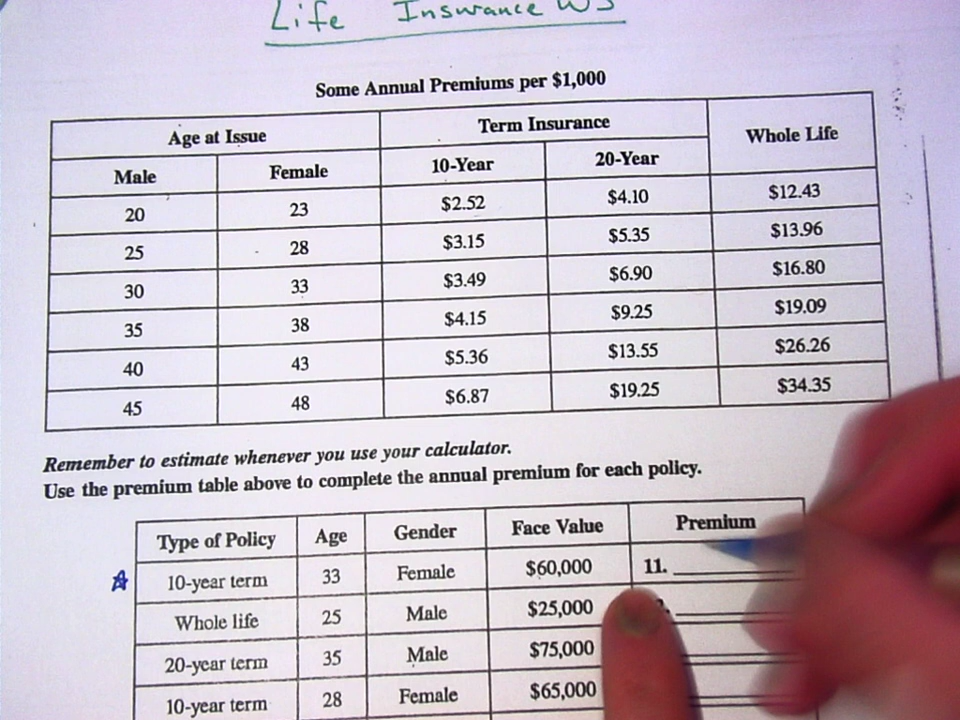 Life Insurance WS
Some Annual Premiums per $1,000
Age at Issue Term Insurance Whole Life
Male Female 10-Year 20-Year
20 23 $2.52 $4.10 $12.43
25 28 $3.15 $5.35 $13.96
30 33 $3.49 $6.90 $16.80
35 38 $4.15 $9.25 $19.09
40 43 $5.36 $13.55 $26.26
45 48 $6.87 $19.25 $34.35
Remember to estimate whenever you use your calculator.
Use the premium table above to complete the annual premium for each policy.
Type of Policy Age Gender Face Value Premium
10-year term 33 Female $60,000 11.
Whole life 25 Male $25,000
20-year term 35 Male $75,000
10-year term 28 Female $65,000